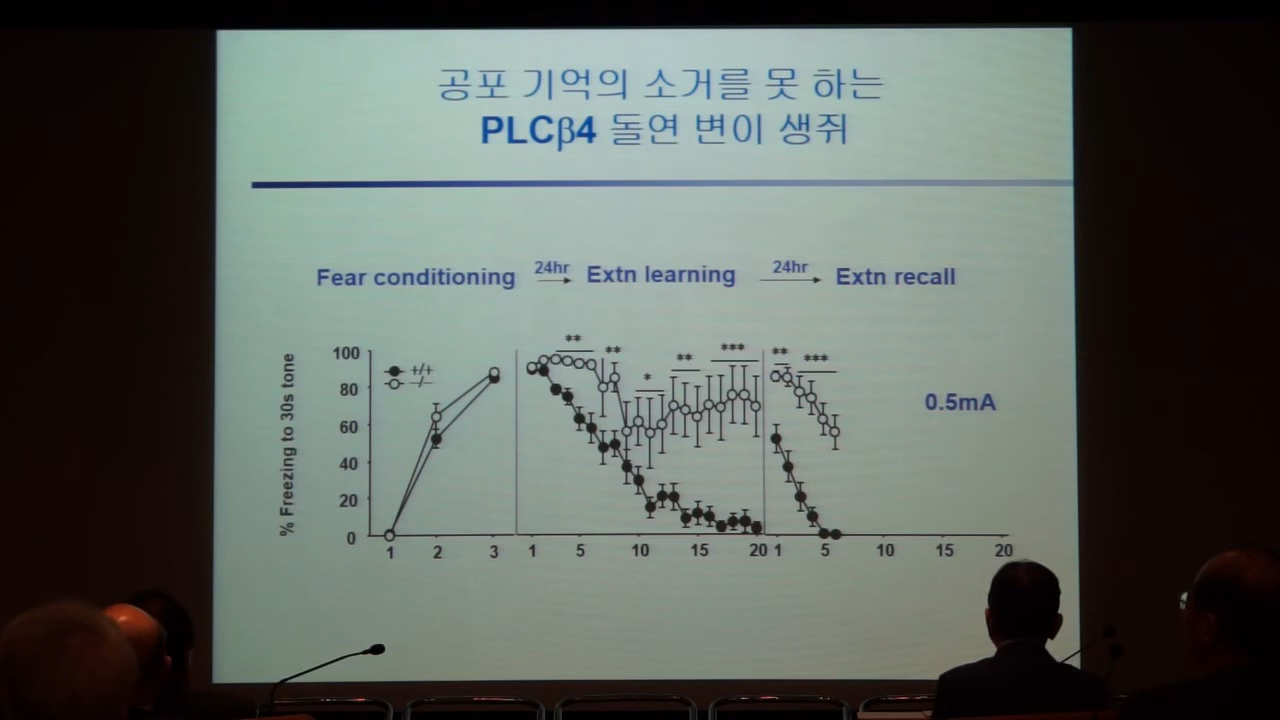 공포 기억의 소거를 못 하는
PLCβ4 돌연 변이 생쥐
Fear conditioning 24hr Extn learning 24hr Extn recall
% Freezing to 30s tone
100
80
60
40
20
0
+/+
-/-
** ** * ** *** ** ***
0.5mA
1 2 3 1 5 10 15 20 1 5 10 15 20